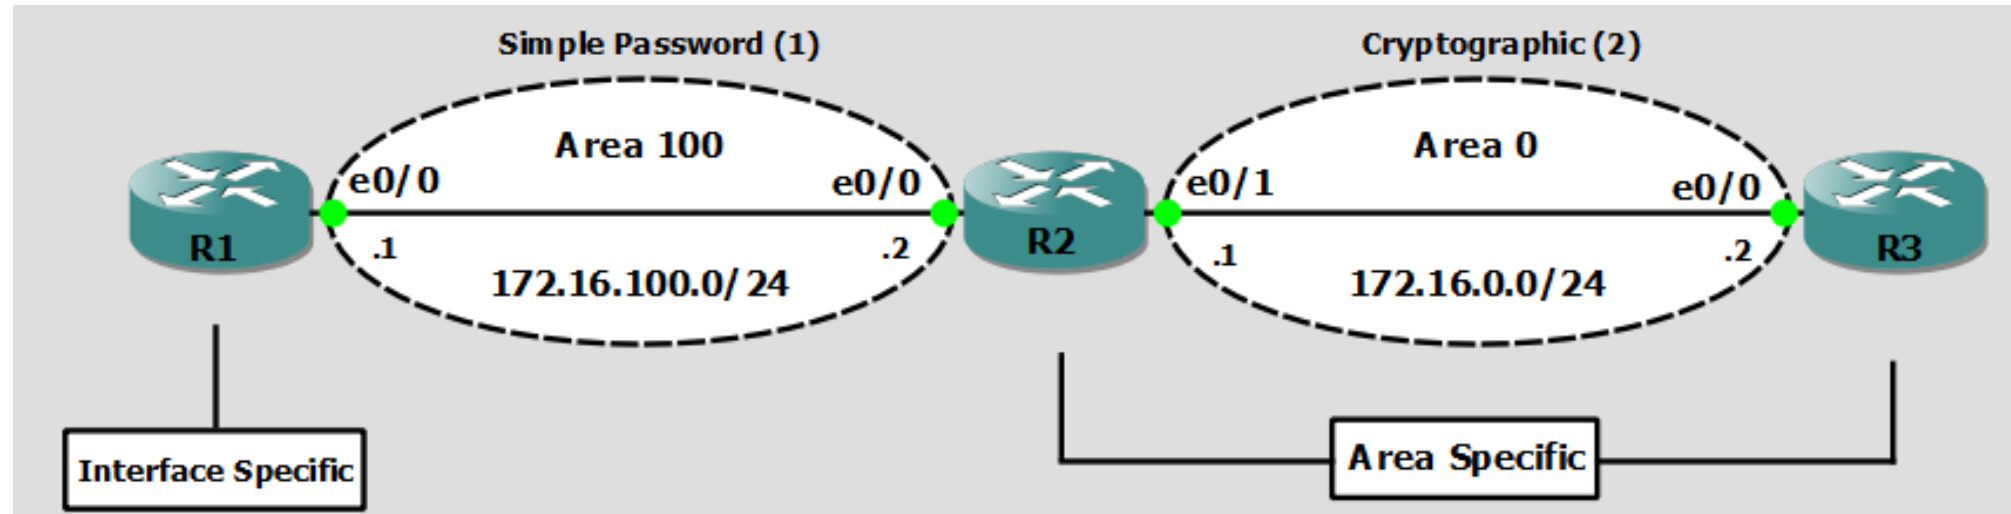 Simple Password (1)
Cryptographic (2)
Area 100
Area 0
e0/0
e0/0
e0/1
e0/0
R1
R2
R3
.1
.2
.1
.2
172.16.100.0/24
172.16.0.0/24
Interface Specific
Area Specific